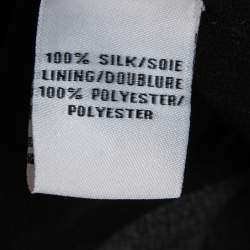 100% SILK/SOIE
LINING/DOUBLURE
100% POLYESTER/
POLYESTER